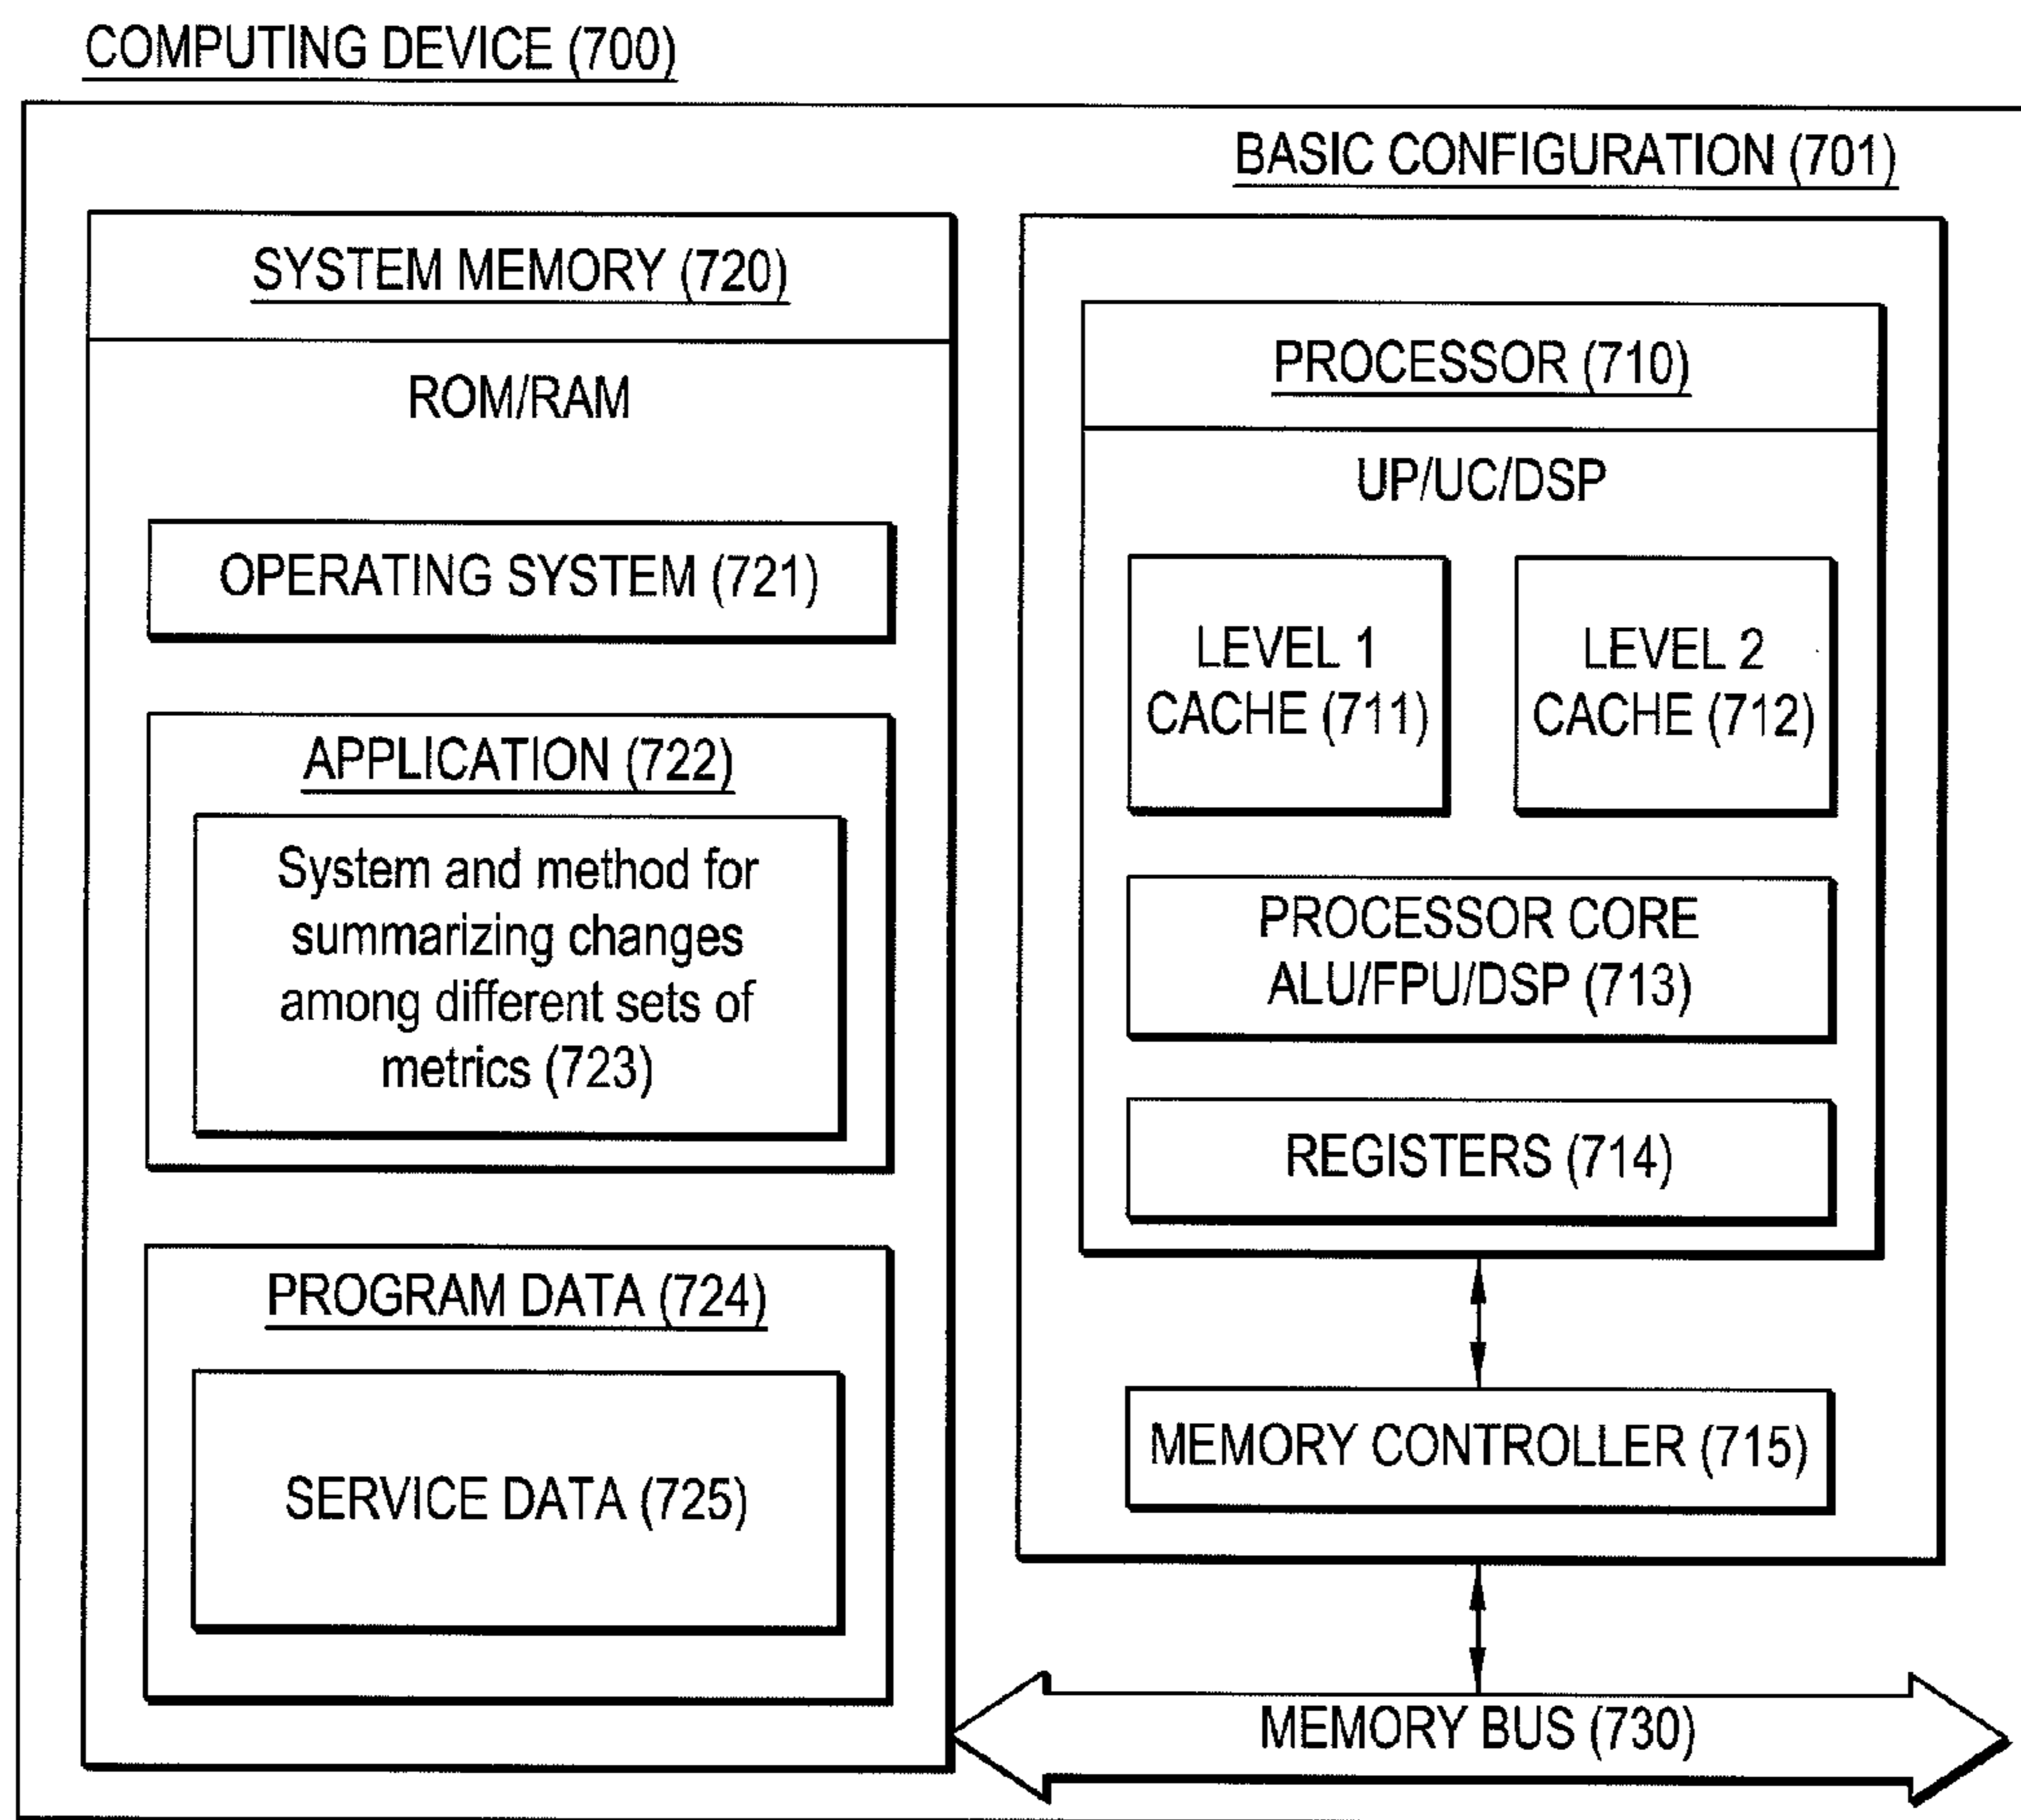 COMPUTING DEVICE (700)
BASIC CONFIGURATION (701)
SYSTEM MEMORY (720)
ROM/RAM
OPERATING SYSTEM (721)
APPLICATION (722)
System and method for
summarizing changes
among different sets of
metrics (723)
PROGRAM DATA (724)
SERVICE DATA (725)
PROCESSOR (710)
UP/UC/DSP
LEVEL 1
CACHE (711)
LEVEL 2
CACHE (712)
PROCESSOR CORE
ALU/FPU/DSP (713)
REGISTERS (714)
MEMORY CONTROLLER (715)
MEMORY BUS (730)